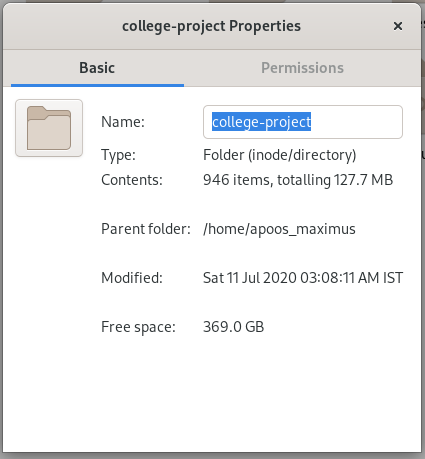 college-project Properties
×
Basic Permissions
Name: college-project
Type: Folder (inode/directory)
Contents: 946 items, totalling 127.7 MB
Parent folder: /home/apoos_maximus
Modified: Sat 11 Jul 2020 03:08:11 AM IST
Free space: 369.0 GB